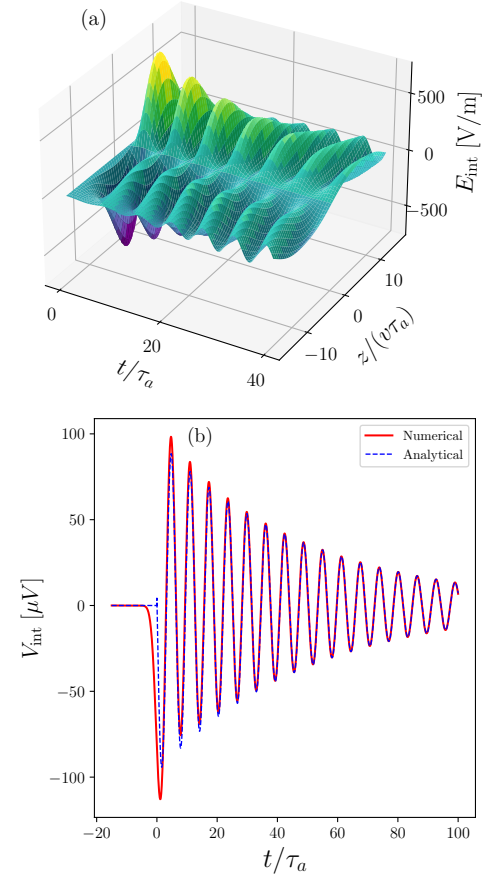 (a)
500
0
−500
E_int [V/m]
10
0
−10
z/(vτ_a)
0
20
40
t/τ_a
(b)
Numerical
Analytical
100
50
0
−50
−100
V_int [μV]
−20
0
20
40
60
80
100
t/τ_a